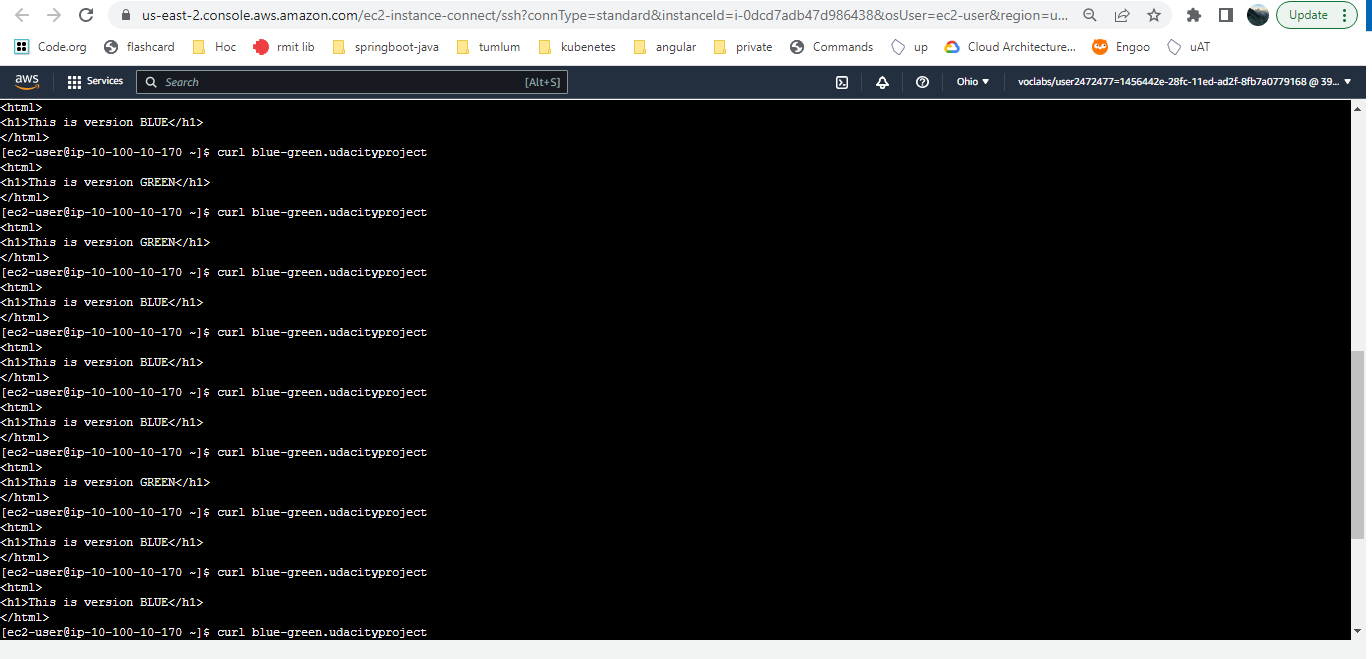 us-east-2.console.aws.amazon.com/ec2-instance-connect/ssh?connType=standard&instanceId=i-0dcd7adb47d986438&osUser=ec2-user&region=u... Update
Code.org flashcard Hoc rmit lib springboot-java tumlum kubenetes angular private Commands up Cloud Architecture... Engoo uAT
aws Services Search [Alt+S] Ohio voclabs/user2472477=1456442e-28fc-11ed-ad2f-8fb7a0779168 @ 39...
<html>
<h1>This is version BLUE</h1>
</html>
[ec2-user@ip-10-100-10-170 ~]$ curl blue-green.udacityproject
<html>
<h1>This is version GREEN</h1>
</html>
[ec2-user@ip-10-100-10-170 ~]$ curl blue-green.udacityproject
<html>
<h1>This is version GREEN</h1>
</html>
[ec2-user@ip-10-100-10-170 ~]$ curl blue-green.udacityproject
<html>
<h1>This is version BLUE</h1>
</html>
[ec2-user@ip-10-100-10-170 ~]$ curl blue-green.udacityproject
<html>
<h1>This is version BLUE</h1>
</html>
[ec2-user@ip-10-100-10-170 ~]$ curl blue-green.udacityproject
<html>
<h1>This is version BLUE</h1>
</html>
[ec2-user@ip-10-100-10-170 ~]$ curl blue-green.udacityproject
<html>
<h1>This is version GREEN</h1>
</html>
[ec2-user@ip-10-100-10-170 ~]$ curl blue-green.udacityproject
<html>
<h1>This is version BLUE</h1>
</html>
[ec2-user@ip-10-100-10-170 ~]$ curl blue-green.udacityproject
<html>
<h1>This is version BLUE</h1>
</html>
[ec2-user@ip-10-100-10-170 ~]$ curl blue-green.udacityproject